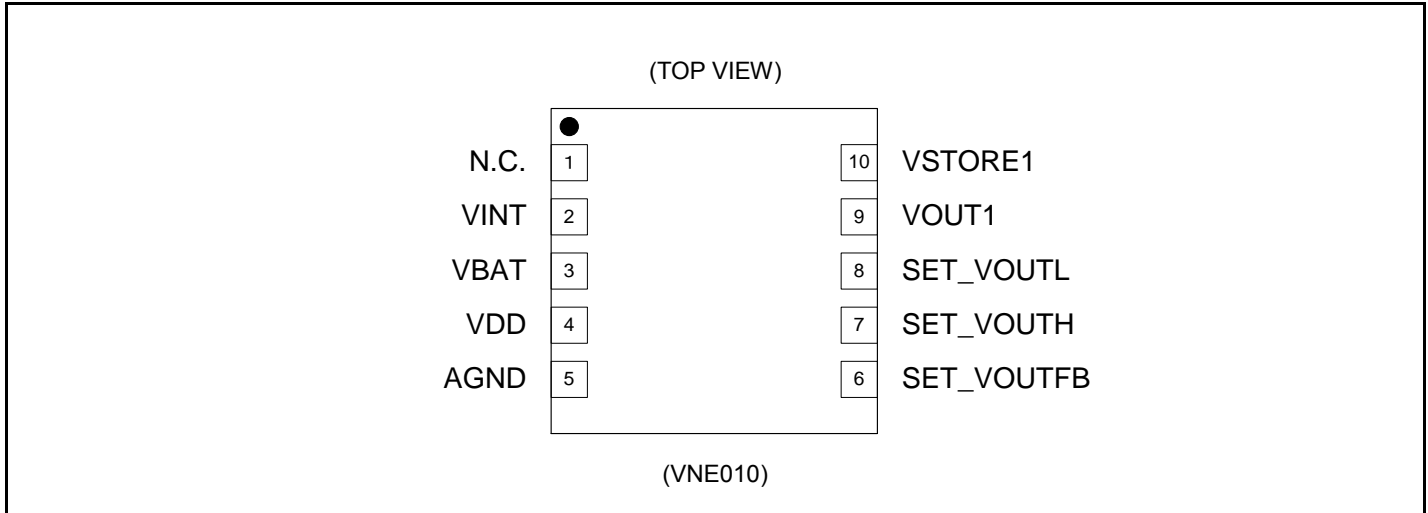 (TOP VIEW)
N.C. 1 10 VSTORE1
VINT 2 9 VOUT1
VBAT 3 8 SET_VOUTL
VDD 4 7 SET_VOUTH
AGND 5 6 SET_VOUTFB
(VNE010)